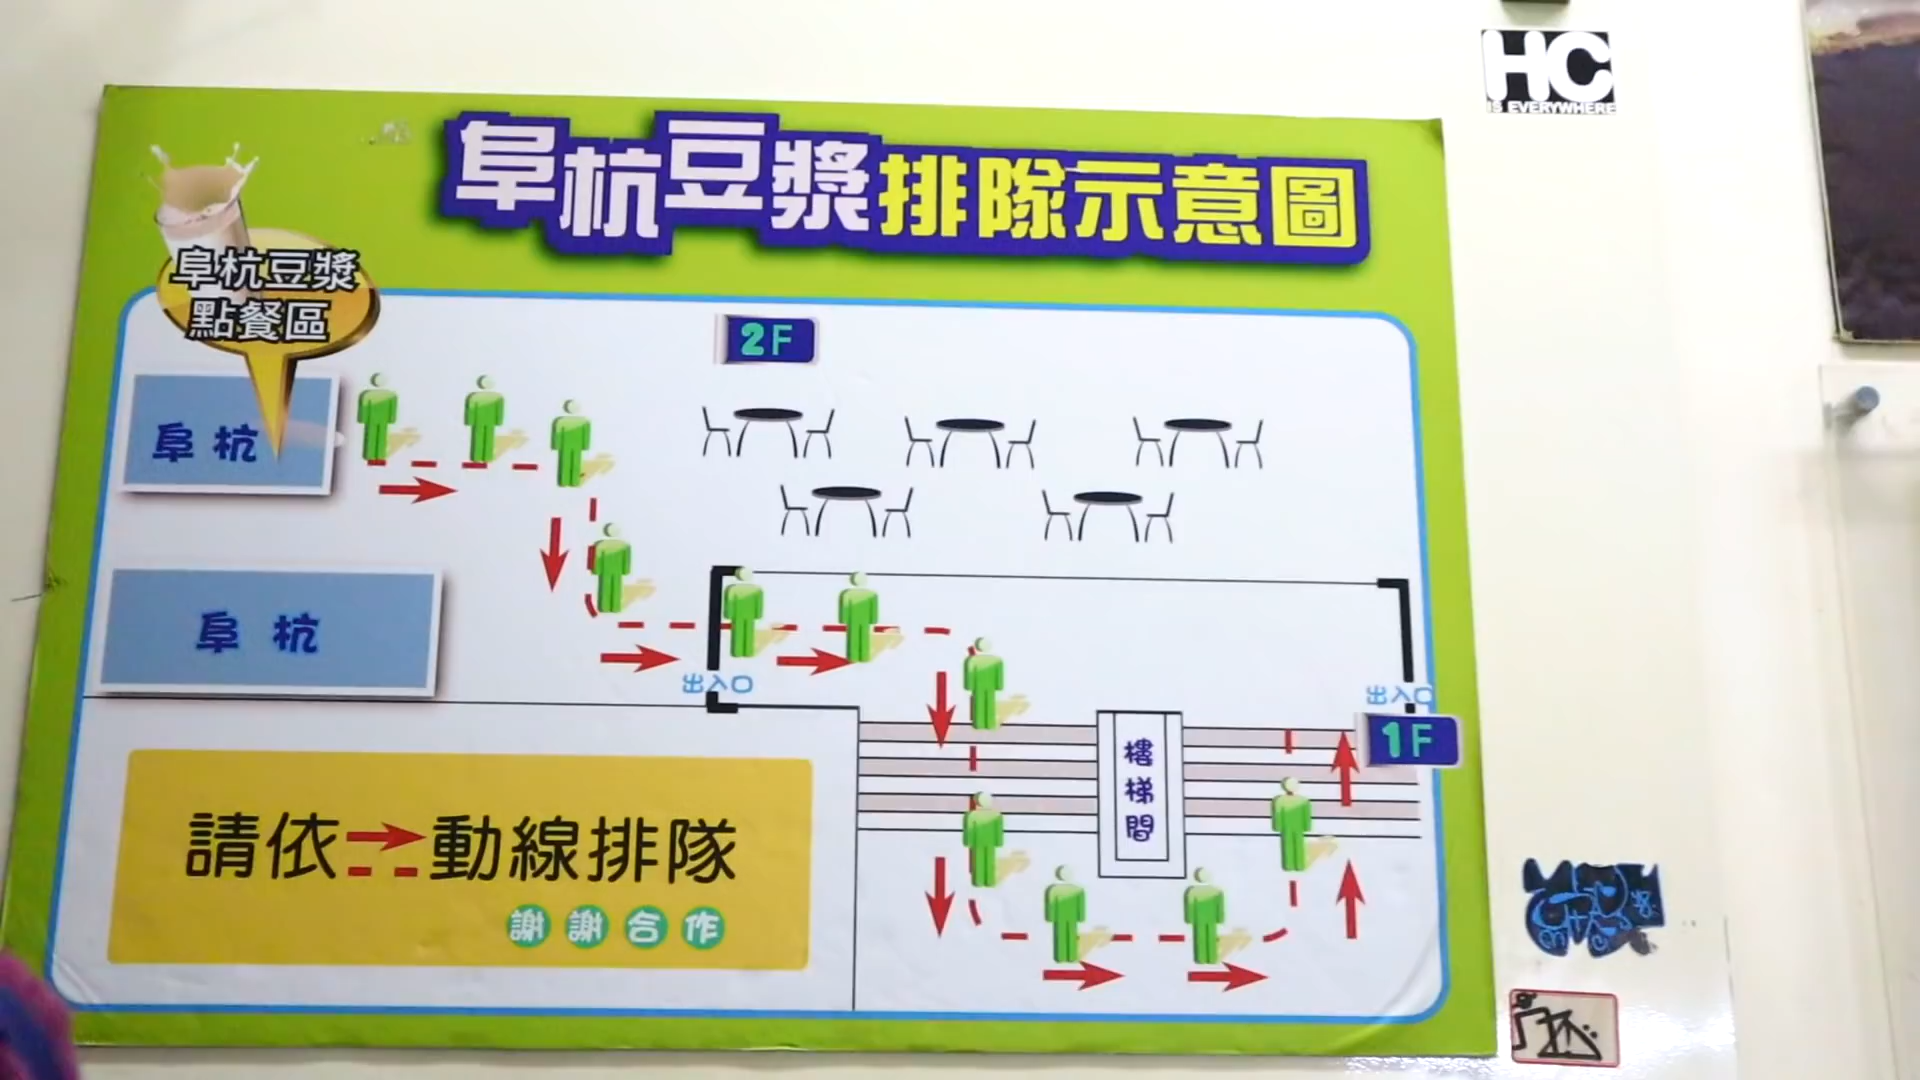 阜杭豆漿排隊示意圖
HC
IS EVERYWHERE
阜杭豆漿
點餐區
2F
阜杭
阜杭
出入口
出入口
1F
樓梯間
請依動線排隊
謝謝合作